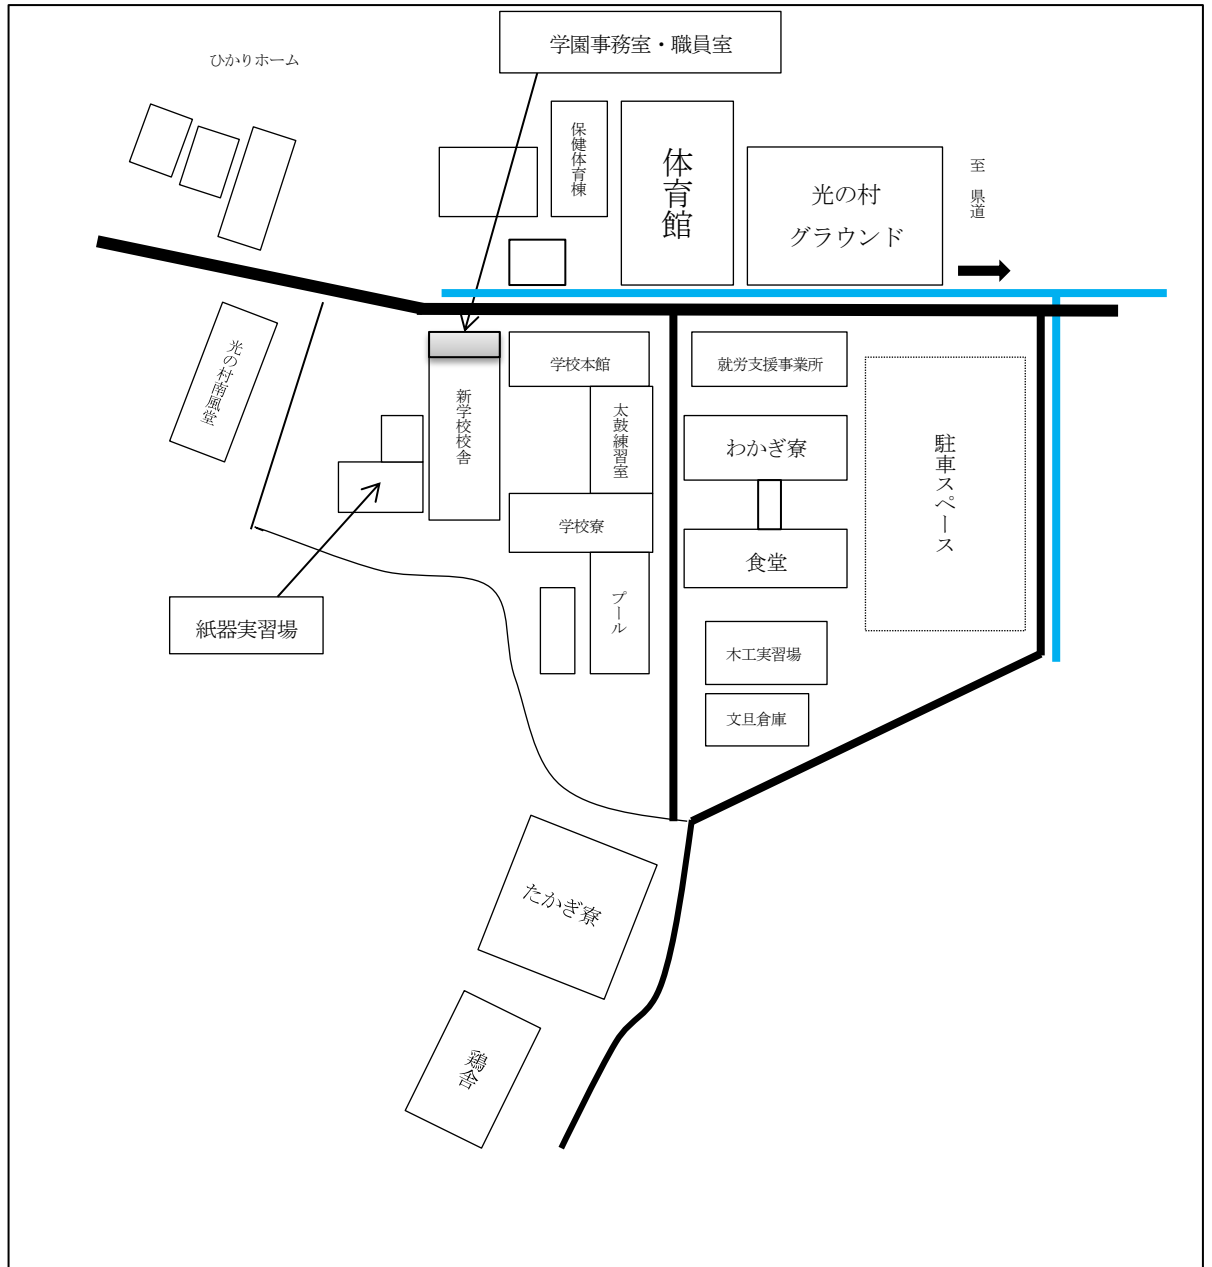 学園事務室・職員室
ひかりホーム
保健体育棟
体育館
光の村
グラウンド
至 県道
光の村南風堂
新学校校舎
学校本館
太鼓練習室
就労支援事業所
わかぎ寮
駐車スペース
学校寮
食堂
プール
紙器実習場
木工実習場
文旦倉庫
たかぎ寮
鶏舎